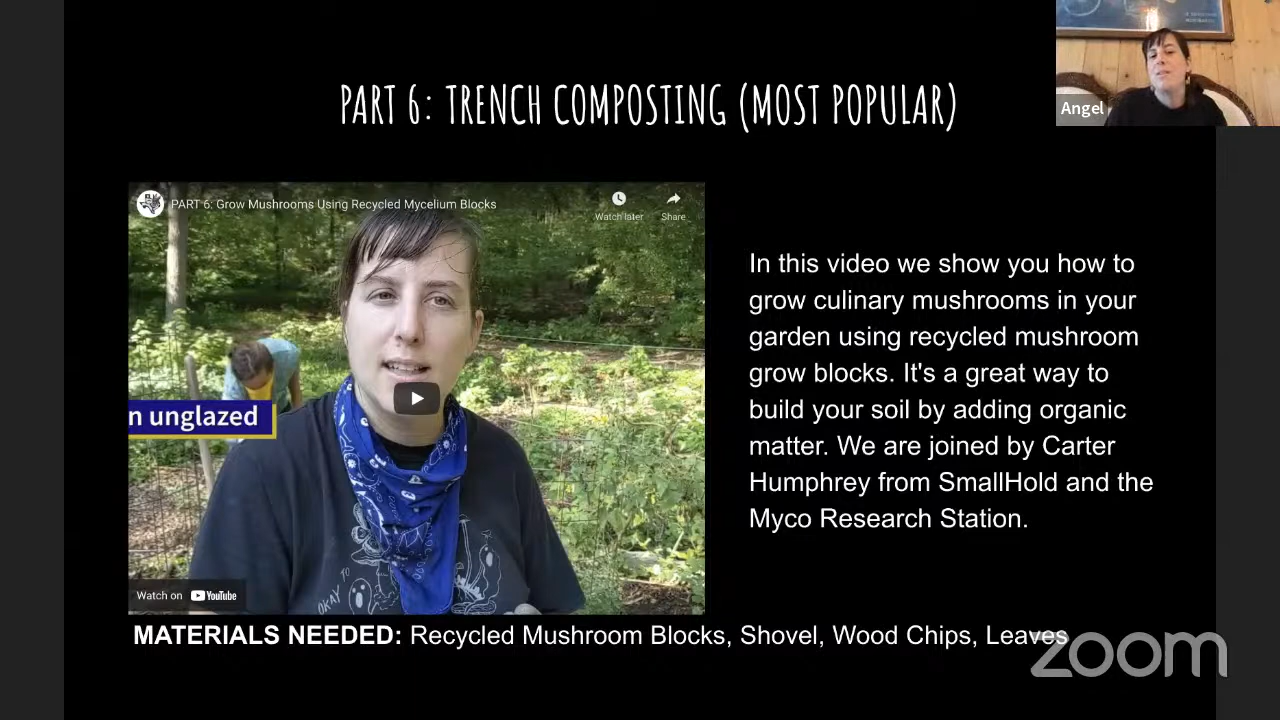 PART 6: TRENCH COMPOSTING (MOST POPULAR)
Angel
PART 6: Grow Mushrooms Using Recycled Mycelium Blocks
Watch later
Share
n unglazed
OKAY TO
Watch on YouTube
In this video we show you how to
grow culinary mushrooms in your
garden using recycled mushroom
grow blocks. It's a great way to
build your soil by adding organic
matter. We are joined by Carter
Humphrey from SmallHold and the
Myco Research Station.
MATERIALS NEEDED: Recycled Mushroom Blocks, Shovel, Wood Chips, Leaves
zoom